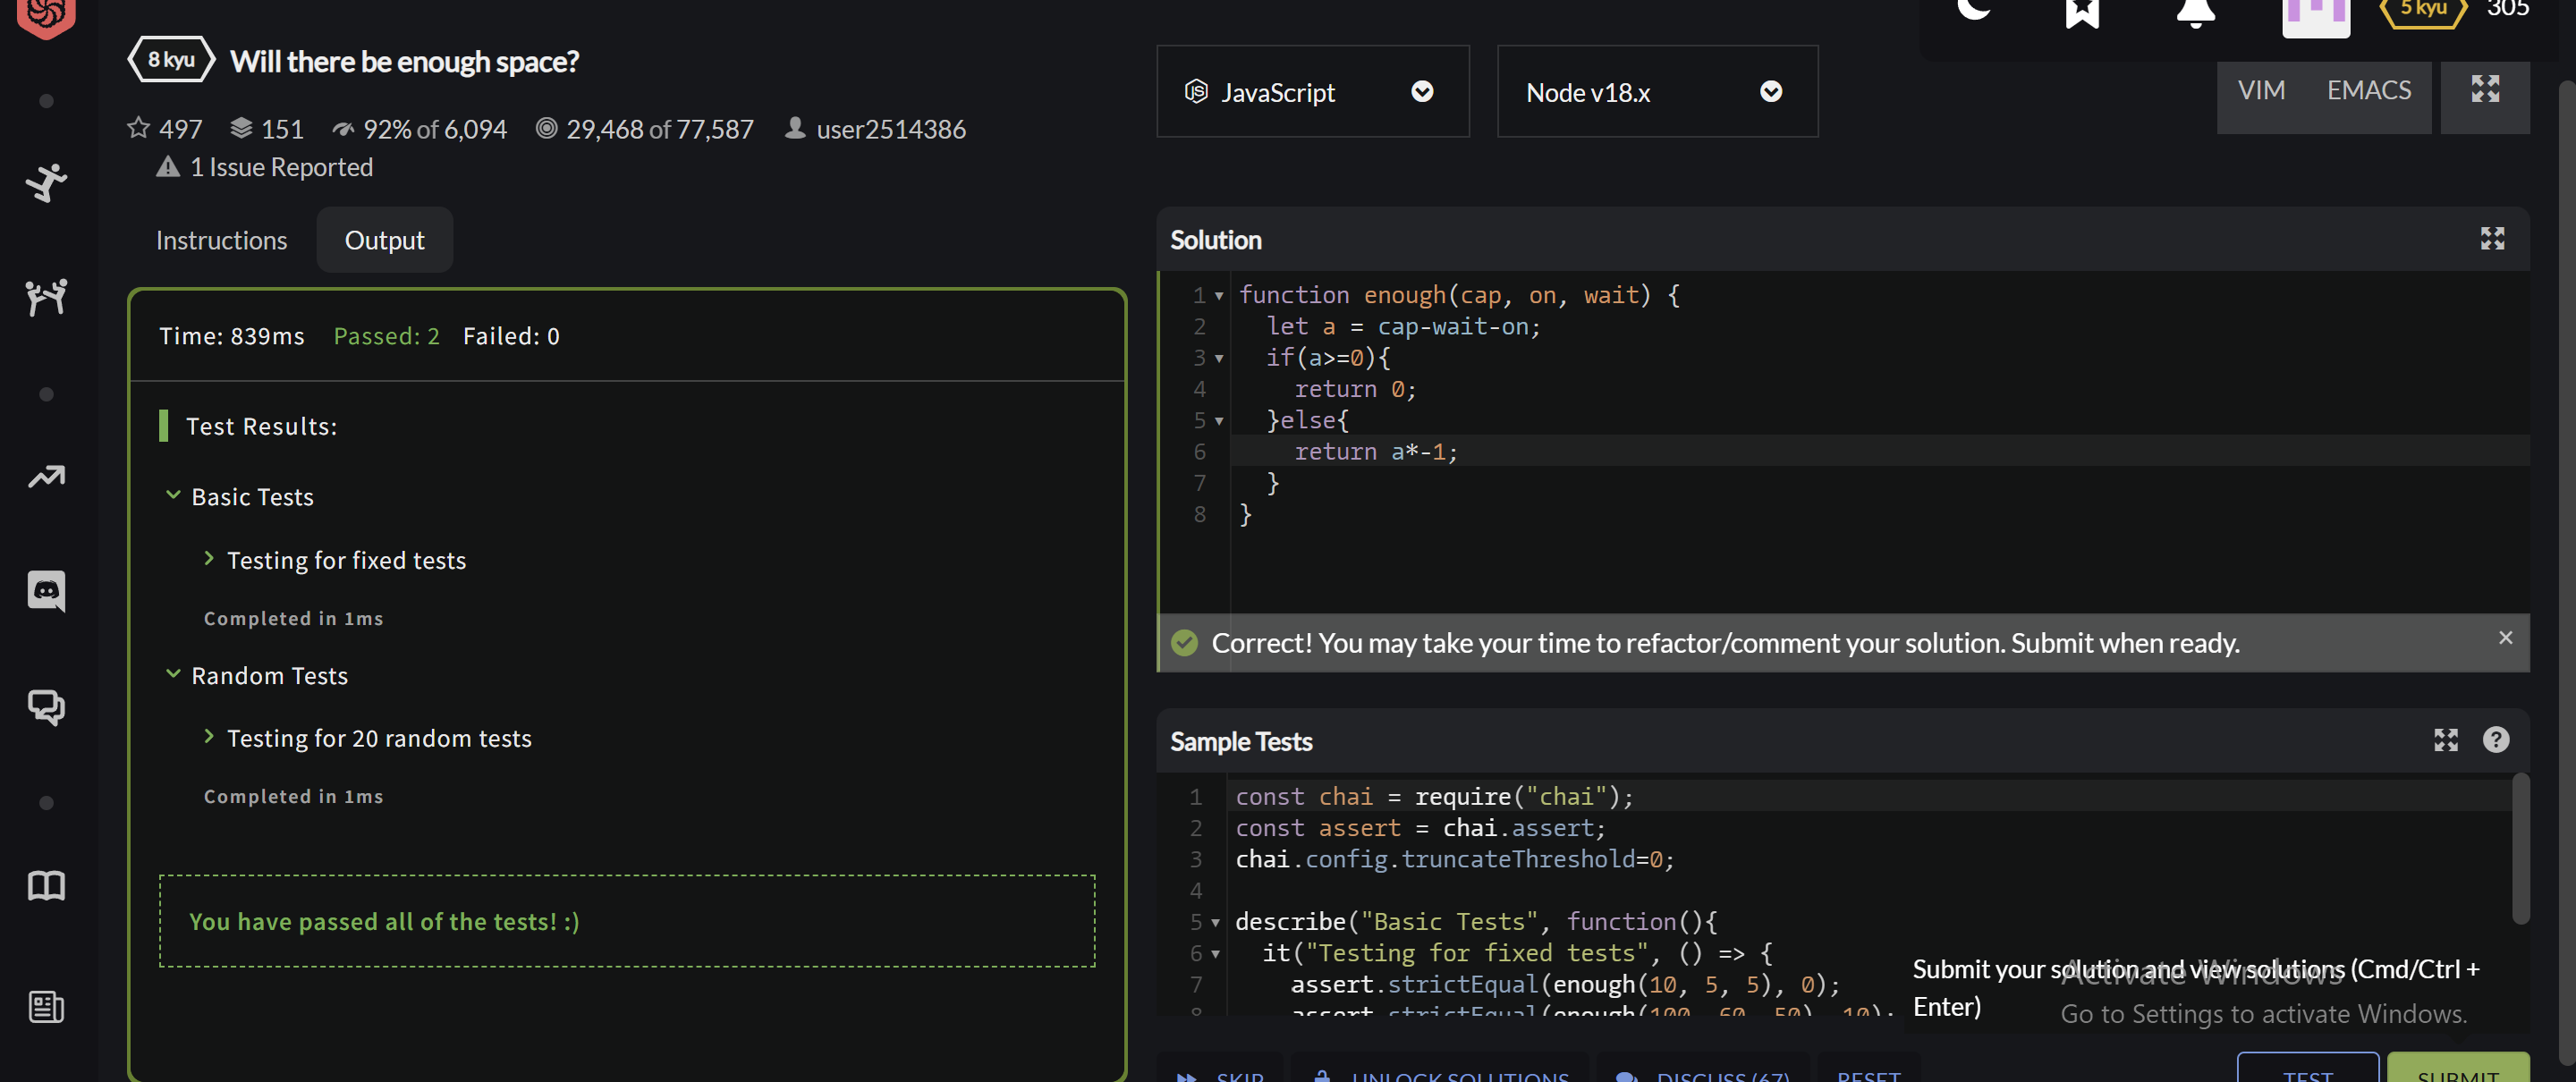 5 kyu 305
8 kyu Will there be enough space?
497 151 92% of 6,094 29,468 of 77,587 user2514386
1 Issue Reported
JavaScript Node v18.x VIM EMACS
Instructions Output
Time: 839ms Passed: 2 Failed: 0
Test Results:
Basic Tests
Testing for fixed tests
Completed in 1ms
Random Tests
Testing for 20 random tests
Completed in 1ms
You have passed all of the tests! :)
Solution
1 function enough(cap, on, wait) {
2 let a = cap-wait-on;
3 if(a>=0){
4 return 0;
5 }else{
6 return a*-1;
7 }
8 }
Correct! You may take your time to refactor/comment your solution. Submit when ready.
Sample Tests
1 const chai = require("chai");
2 const assert = chai.assert;
3 chai.config.truncateThreshold=0;
4
5 describe("Basic Tests", function(){
6 it("Testing for fixed tests", () => {
7 assert.strictEqual(enough(10, 5, 5), 0);
8 assert.strictEqual(enough(100, 60, 50), 10);
Submit your solution and view solutions (Cmd/Ctrl +
Enter)
Activate Windows
Go to Settings to activate Windows.
SKIP UNLOCK SOLUTIONS DISCUSS (67) RESET TEST SUBMIT